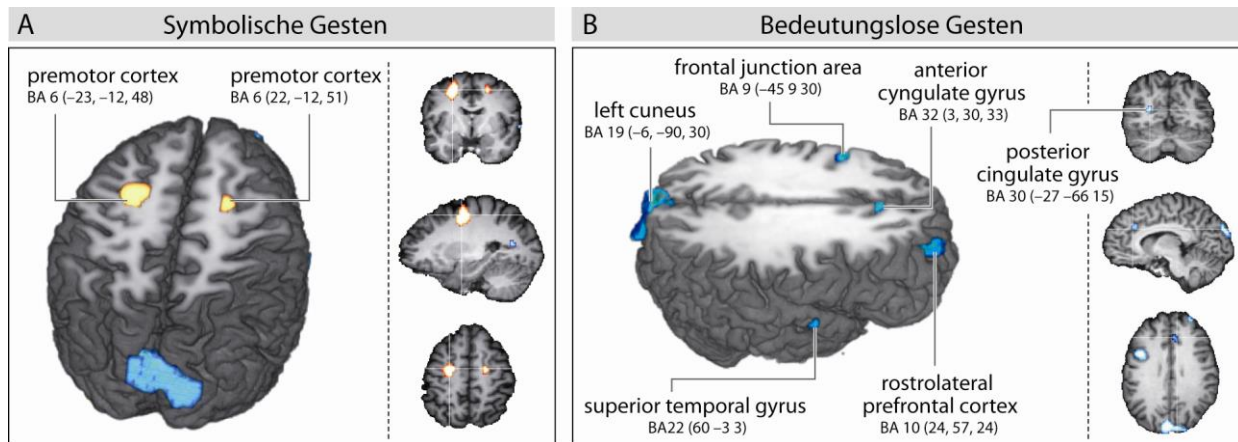 A Symbolische Gesten
premotor cortex
BA 6 (–23, –12, 48)
premotor cortex
BA 6 (22, –12, 51)
B Bedeutungslose Gesten
frontal junction area
BA 9 (–45 9 30)
anterior
cyngulate gyrus
BA 32 (3, 30, 33)
left cuneus
BA 19 (–6, –90, 30)
posterior
cingulate gyrus
BA 30 (–27 –66 15)
superior temporal gyrus
BA22 (60 –3 3)
rostrolateral
prefrontal cortex
BA 10 (24, 57, 24)